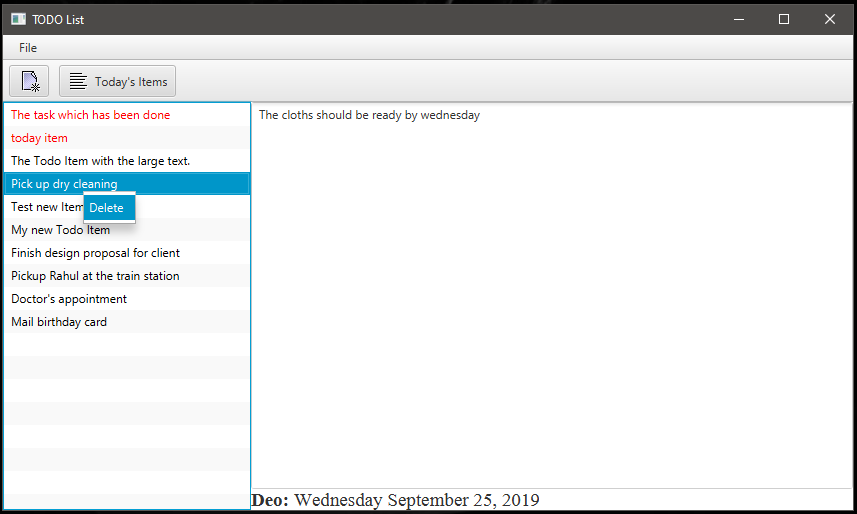 TODO List
File
Today's Items
The task which has been done
today item
The Todo Item with the large text.
Pick up dry cleaning
Test new Item
Delete
My new Todo Item
Finish design proposal for client
Pickup Rahul at the train station
Doctor's appointment
Mail birthday card
The cloths should be ready by wednesday
Deo: Wednesday September 25, 2019